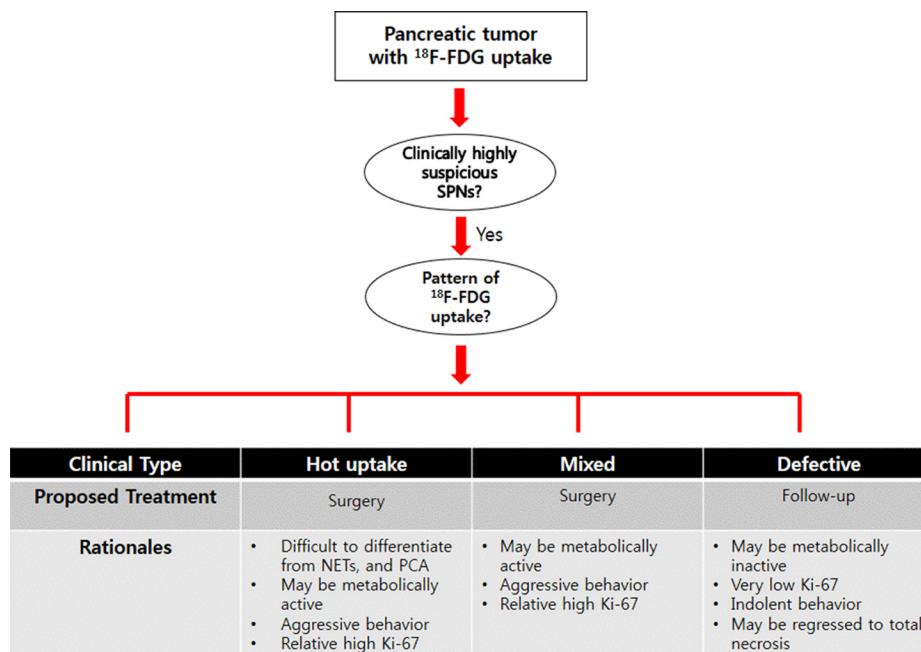 Pancreatic tumor
with ¹⁸F-FDG uptake
Clinically highly
suspicious
SPNs?
Yes
Pattern of
¹⁸F-FDG
uptake?
Clinical Type
Hot uptake
Mixed
Defective
Proposed Treatment
Surgery
Surgery
Follow-up
Rationales
• Difficult to differentiate
from NETs, and PCA
• May be metabolically
active
• Aggressive behavior
• Relative high Ki-67
• May be metabolically
active
• Aggressive behavior
• Relative high Ki-67
• May be metabolically
inactive
• Very low Ki-67
• Indolent behavior
• May be regressed to total
necrosis